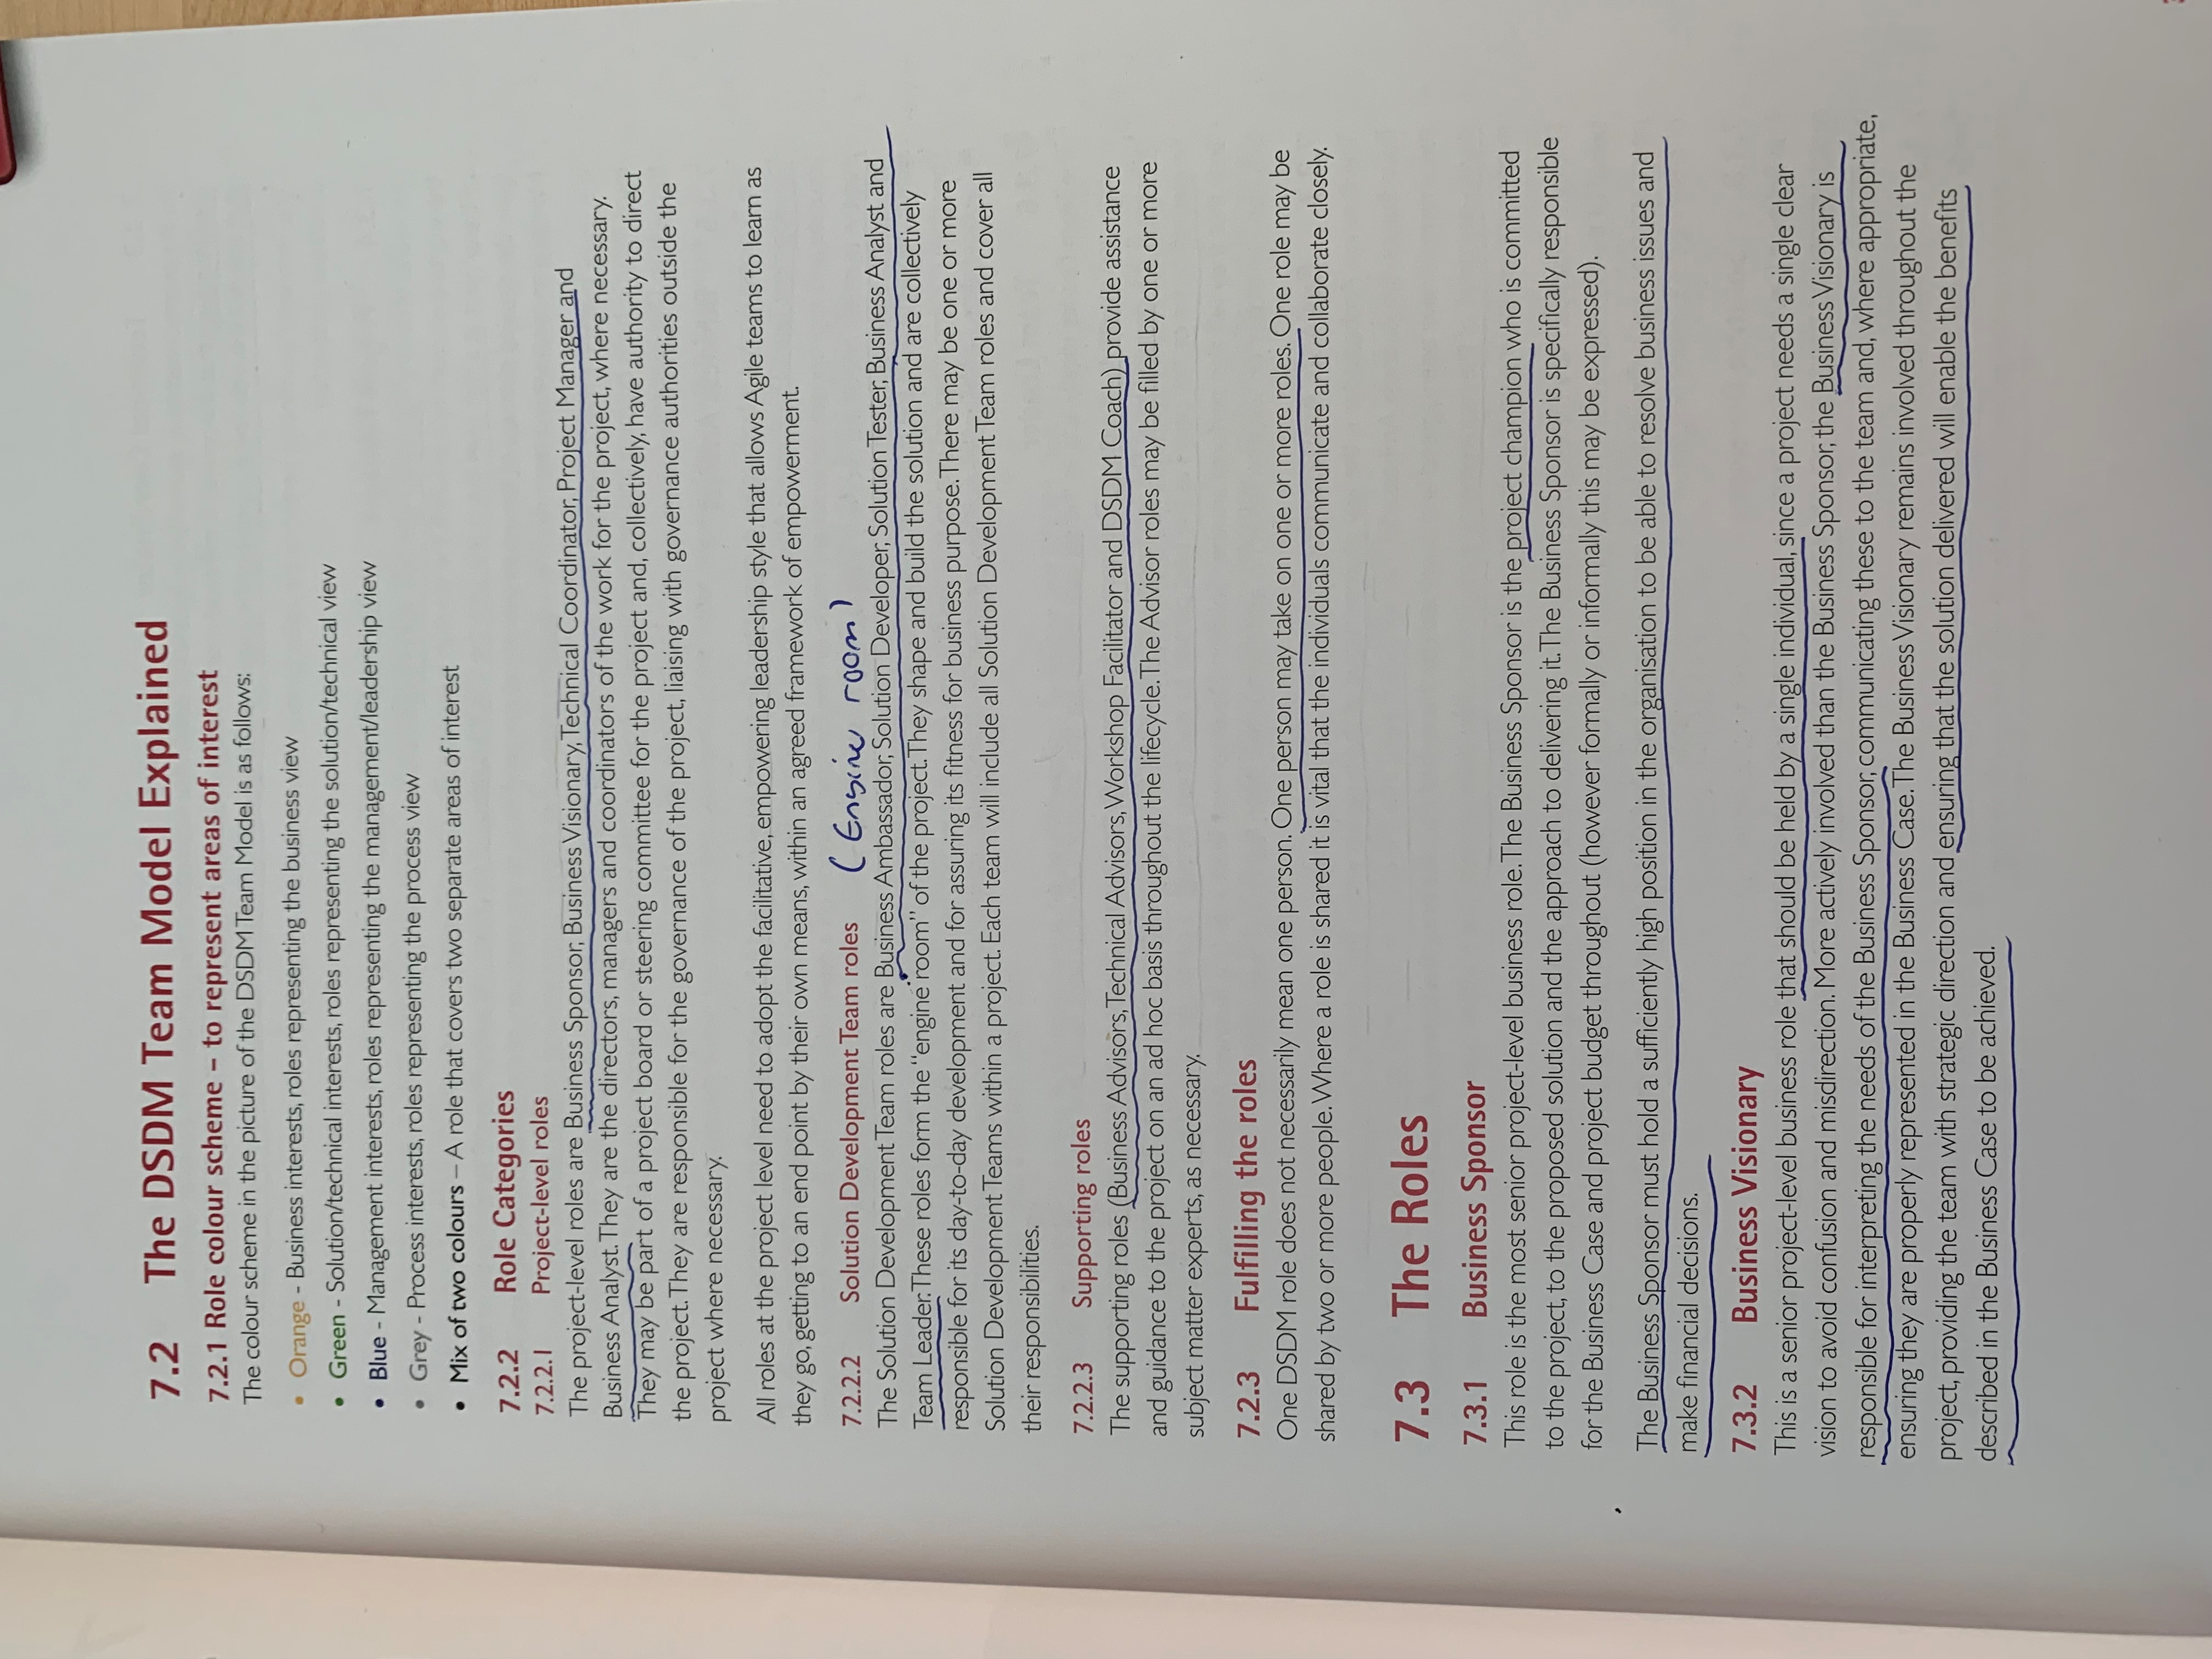 7.2 The DSDM Team Model Explained
7.2.1 Role colour scheme – to represent areas of interest
The colour scheme in the picture of the DSDM Team Model is as follows:
• Orange - Business interests, roles representing the business view
• Green - Solution/technical interests, roles representing the solution/technical view
• Blue - Management interests, roles representing the management/leadership view
• Grey - Process interests, roles representing the process view
• Mix of two colours – A role that covers two separate areas of interest
7.2.2 Role Categories
7.2.2.1 Project-level roles
The project-level roles are Business Sponsor, Business Visionary, Technical Coordinator, Project Manager and
Business Analyst. They are the directors, managers and coordinators of the work for the project, where necessary.
They may be part of a project board or steering committee for the project and, collectively, have authority to direct
the project. They are responsible for the governance of the project, liaising with governance authorities outside the
project where necessary.
All roles at the project level need to adopt the facilitative, empowering leadership style that allows Agile teams to learn as
they go, getting to an end point by their own means, within an agreed framework of empowerment.
7.2.2.2 Solution Development Team roles (Engine room)
The Solution Development Team roles are Business Ambassador, Solution Developer, Solution Tester, Business Analyst and
Team Leader. These roles form the "engine room" of the project. They shape and build the solution and are collectively
responsible for its day-to-day development and for assuring its fitness for business purpose. There may be one or more
Solution Development Teams within a project. Each team will include all Solution Development Team roles and cover all
their responsibilities.
7.2.2.3 Supporting roles
The supporting roles (Business Advisors, Technical Advisors, Workshop Facilitator and DSDM Coach) provide assistance
and guidance to the project on an ad hoc basis throughout the lifecycle. The Advisor roles may be filled by one or more
subject matter experts, as necessary.
7.2.3 Fulfilling the roles
One DSDM role does not necessarily mean one person. One person may take on one or more roles. One role may be
shared by two or more people. Where a role is shared it is vital that the individuals communicate and collaborate closely.
7.3 The Roles
7.3.1 Business Sponsor
This role is the most senior project-level business role. The Business Sponsor is the project champion who is committed
to the project, to the proposed solution and the approach to delivering it. The Business Sponsor is specifically responsible
for the Business Case and project budget throughout (however formally or informally this may be expressed).
The Business Sponsor must hold a sufficiently high position in the organisation to be able to resolve business issues and
make financial decisions.
7.3.2 Business Visionary
This is a senior project-level business role that should be held by a single individual, since a project needs a single clear
vision to avoid confusion and misdirection. More actively involved than the Business Sponsor, the Business Visionary is
responsible for interpreting the needs of the Business Sponsor, communicating these to the team and, where appropriate,
ensuring they are properly represented in the Business Case. The Business Visionary remains involved throughout the
project, providing the team with strategic direction and ensuring that the solution delivered will enable the benefits
described in the Business Case to be achieved.